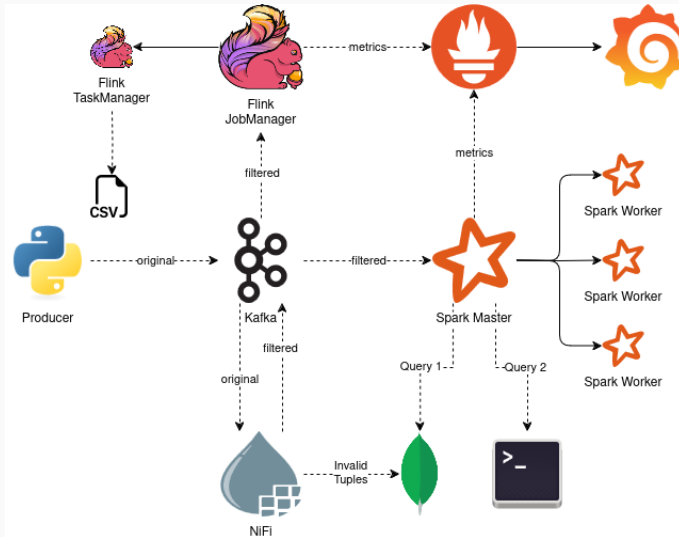 Flink
TaskManager
Flink
JobManager
metrics
filtered
metrics
CSV
Spark Worker
Producer
original
Kafka
filtered
Spark Master
Spark Worker
Spark Worker
original
filtered
Query 1
Query 2
>_
Invalid
Tuples
NiFi